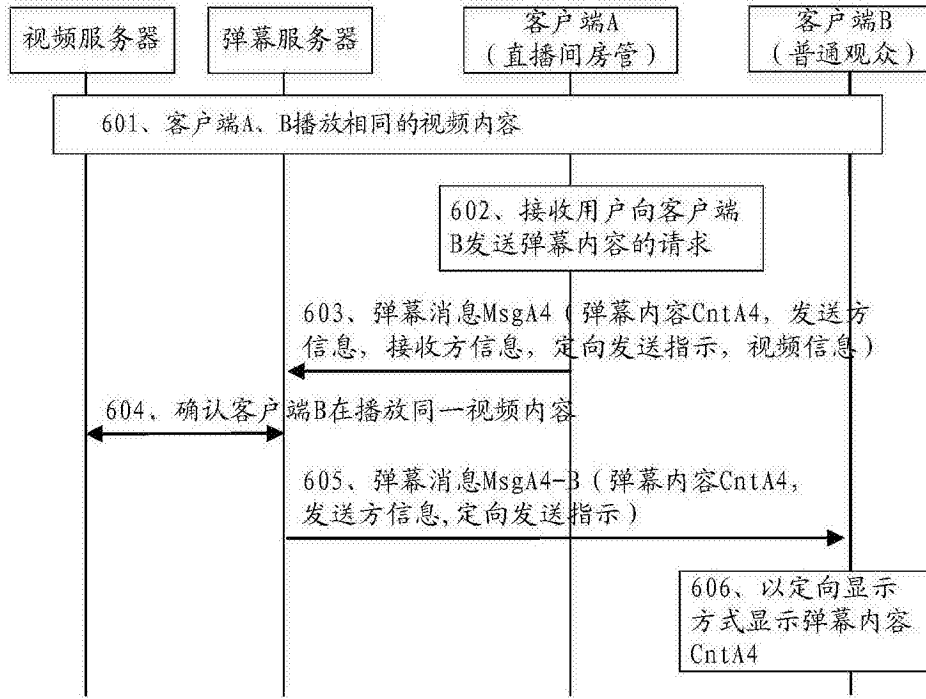 视频服务器
弹幕服务器
客户端A
（直播间房管）
客户端B
（普通观众）
601、客户端A、B播放相同的视频内容
602、接收用户向客户端
B发送弹幕内容的请求
603、弹幕消息MsgA4（弹幕内容CntA4，发送方
信息，接收方信息，定向发送指示，视频信息）
604、确认客户端B在播放同一视频内容
605、弹幕消息MsgA4-B（弹幕内容CntA4，
发送方信息,定向发送指示）
606、以定向显示
方式显示弹幕内容
CntA4